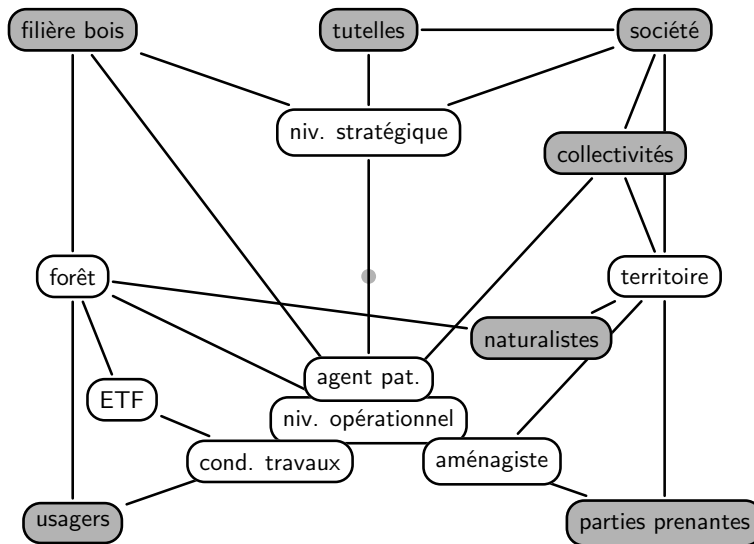 filière bois
tutelles
société
niv. stratégique
collectivités
forêt
territoire
naturalistes
agent pat.
ETF
niv. opérationnel
cond. travaux
aménagiste
usagers
parties prenantes